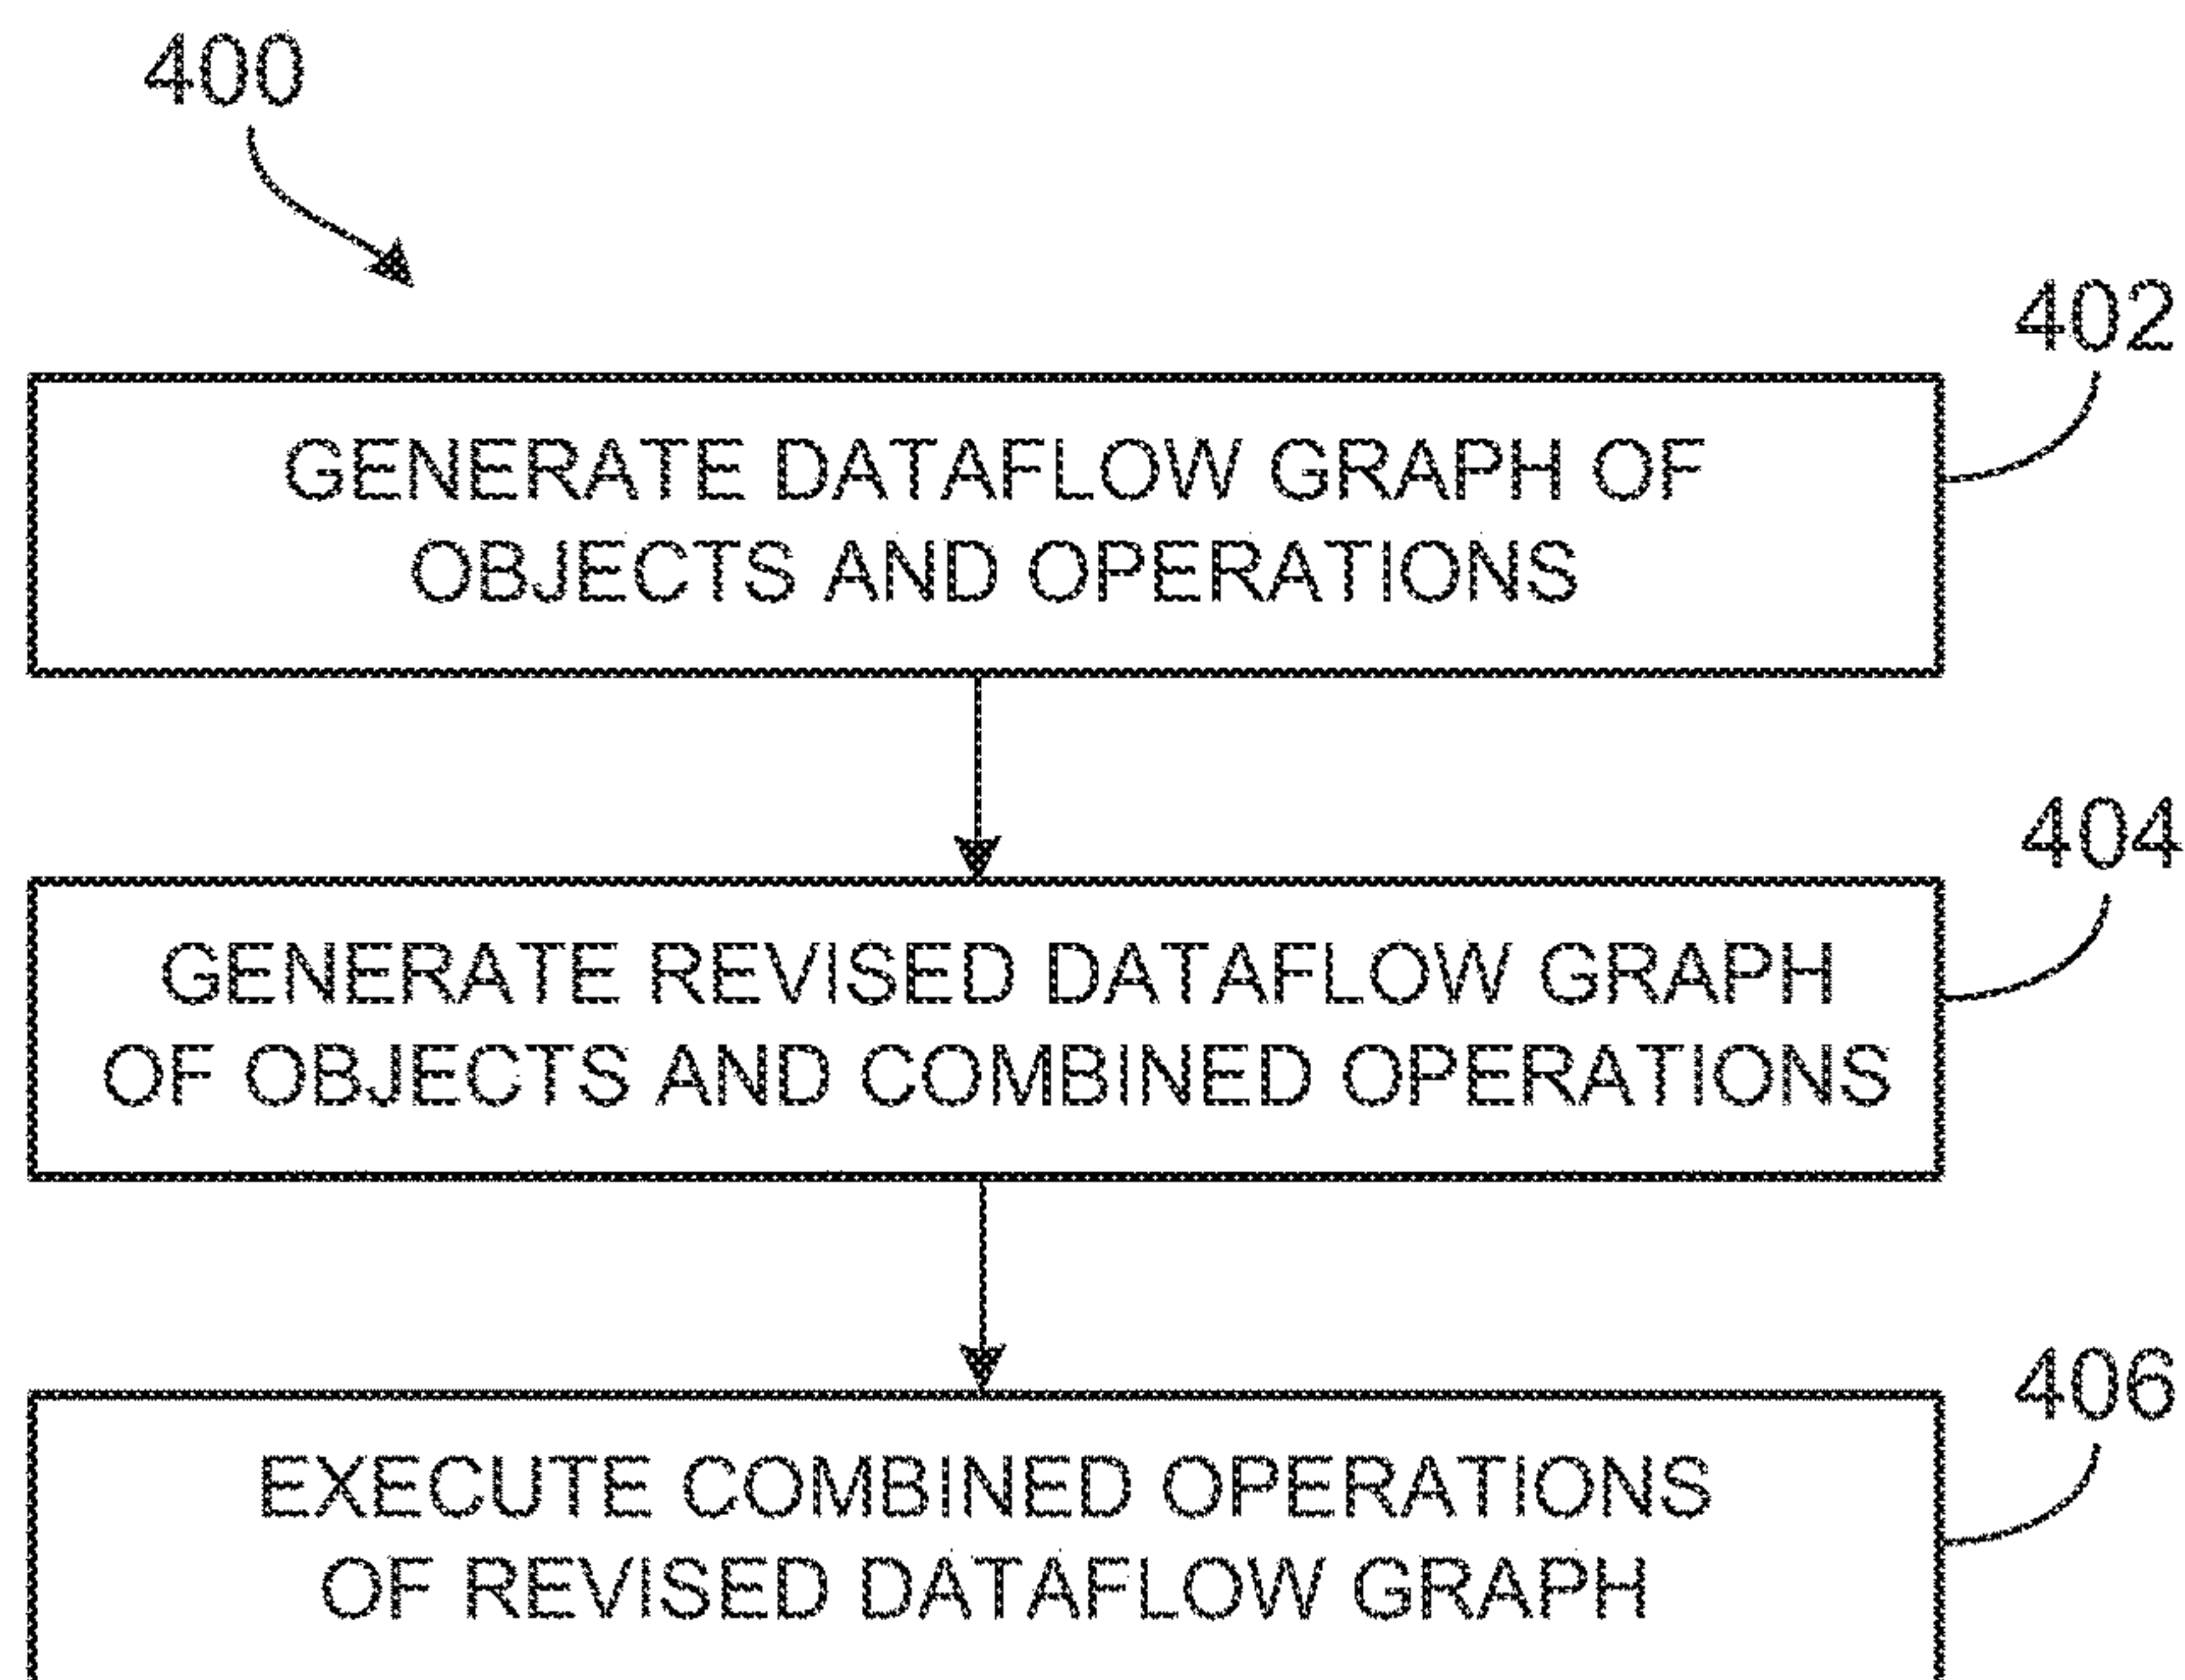 400
402
GENERATE DATAFLOW GRAPH OF
OBJECTS AND OPERATIONS
404
GENERATE REVISED DATAFLOW GRAPH
OF OBJECTS AND COMBINED OPERATIONS
406
EXECUTE COMBINED OPERATIONS
OF REVISED DATAFLOW GRAPH